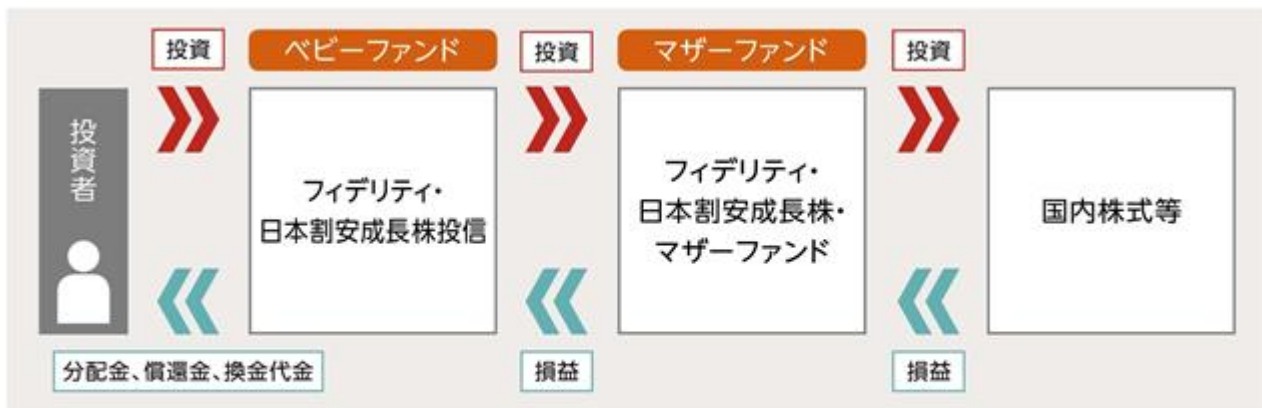 投資
ベビーファンド
投資
マザーファンド
投資
投資者
フィデリティ・
日本割安成長株投信
フィデリティ・
日本割安成長株・
マザーファンド
国内株式等
分配金、償還金、換金代金
損益
損益